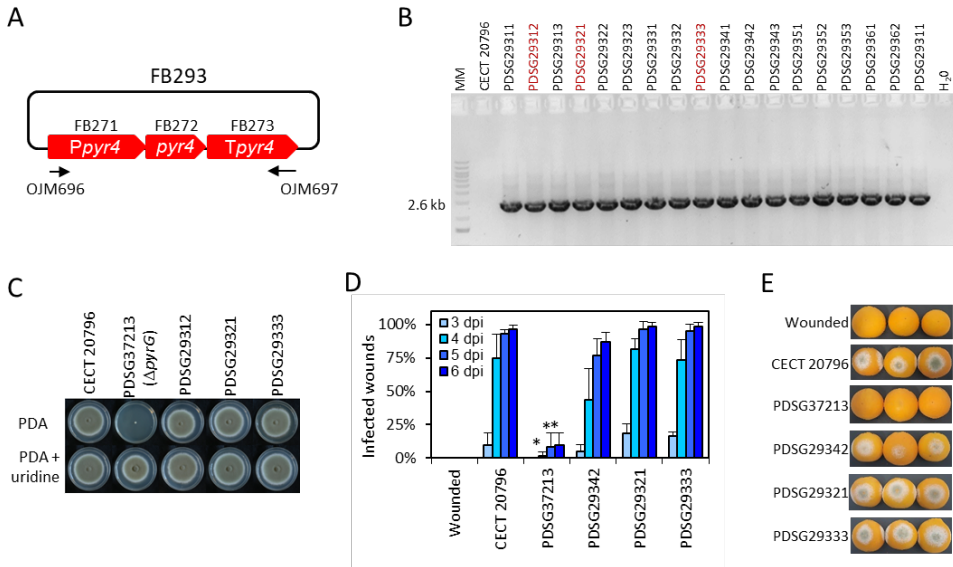 A
FB293
FB271
FB272
FB273
Ppyr4
pyr4
Tpyr4
OJM696
OJM697
B
MM
CECT 20796
PDSG29311
PDSG29312
PDSG29313
PDSG29321
PDSG29322
PDSG29323
PDSG29331
PDSG29332
PDSG29333
PDSG29341
PDSG29342
PDSG29343
PDSG29351
PDSG29352
PDSG29353
PDSG29361
PDSG29362
PDSG29311
H20
2.6 kb
C
CECT 20796
PDSG37213
(ΔpyrG)
PDSG29312
PDSG29321
PDSG29333
PDA
PDA +
uridine
D
Infected wounds
100%
75%
50%
25%
0%
3 dpi
4 dpi
5 dpi
6 dpi
*
**
Wounded
CECT 20796
PDSG37213
PDSG29342
PDSG29321
PDSG29333
E
Wounded
CECT 20796
PDSG37213
PDSG29342
PDSG29321
PDSG29333